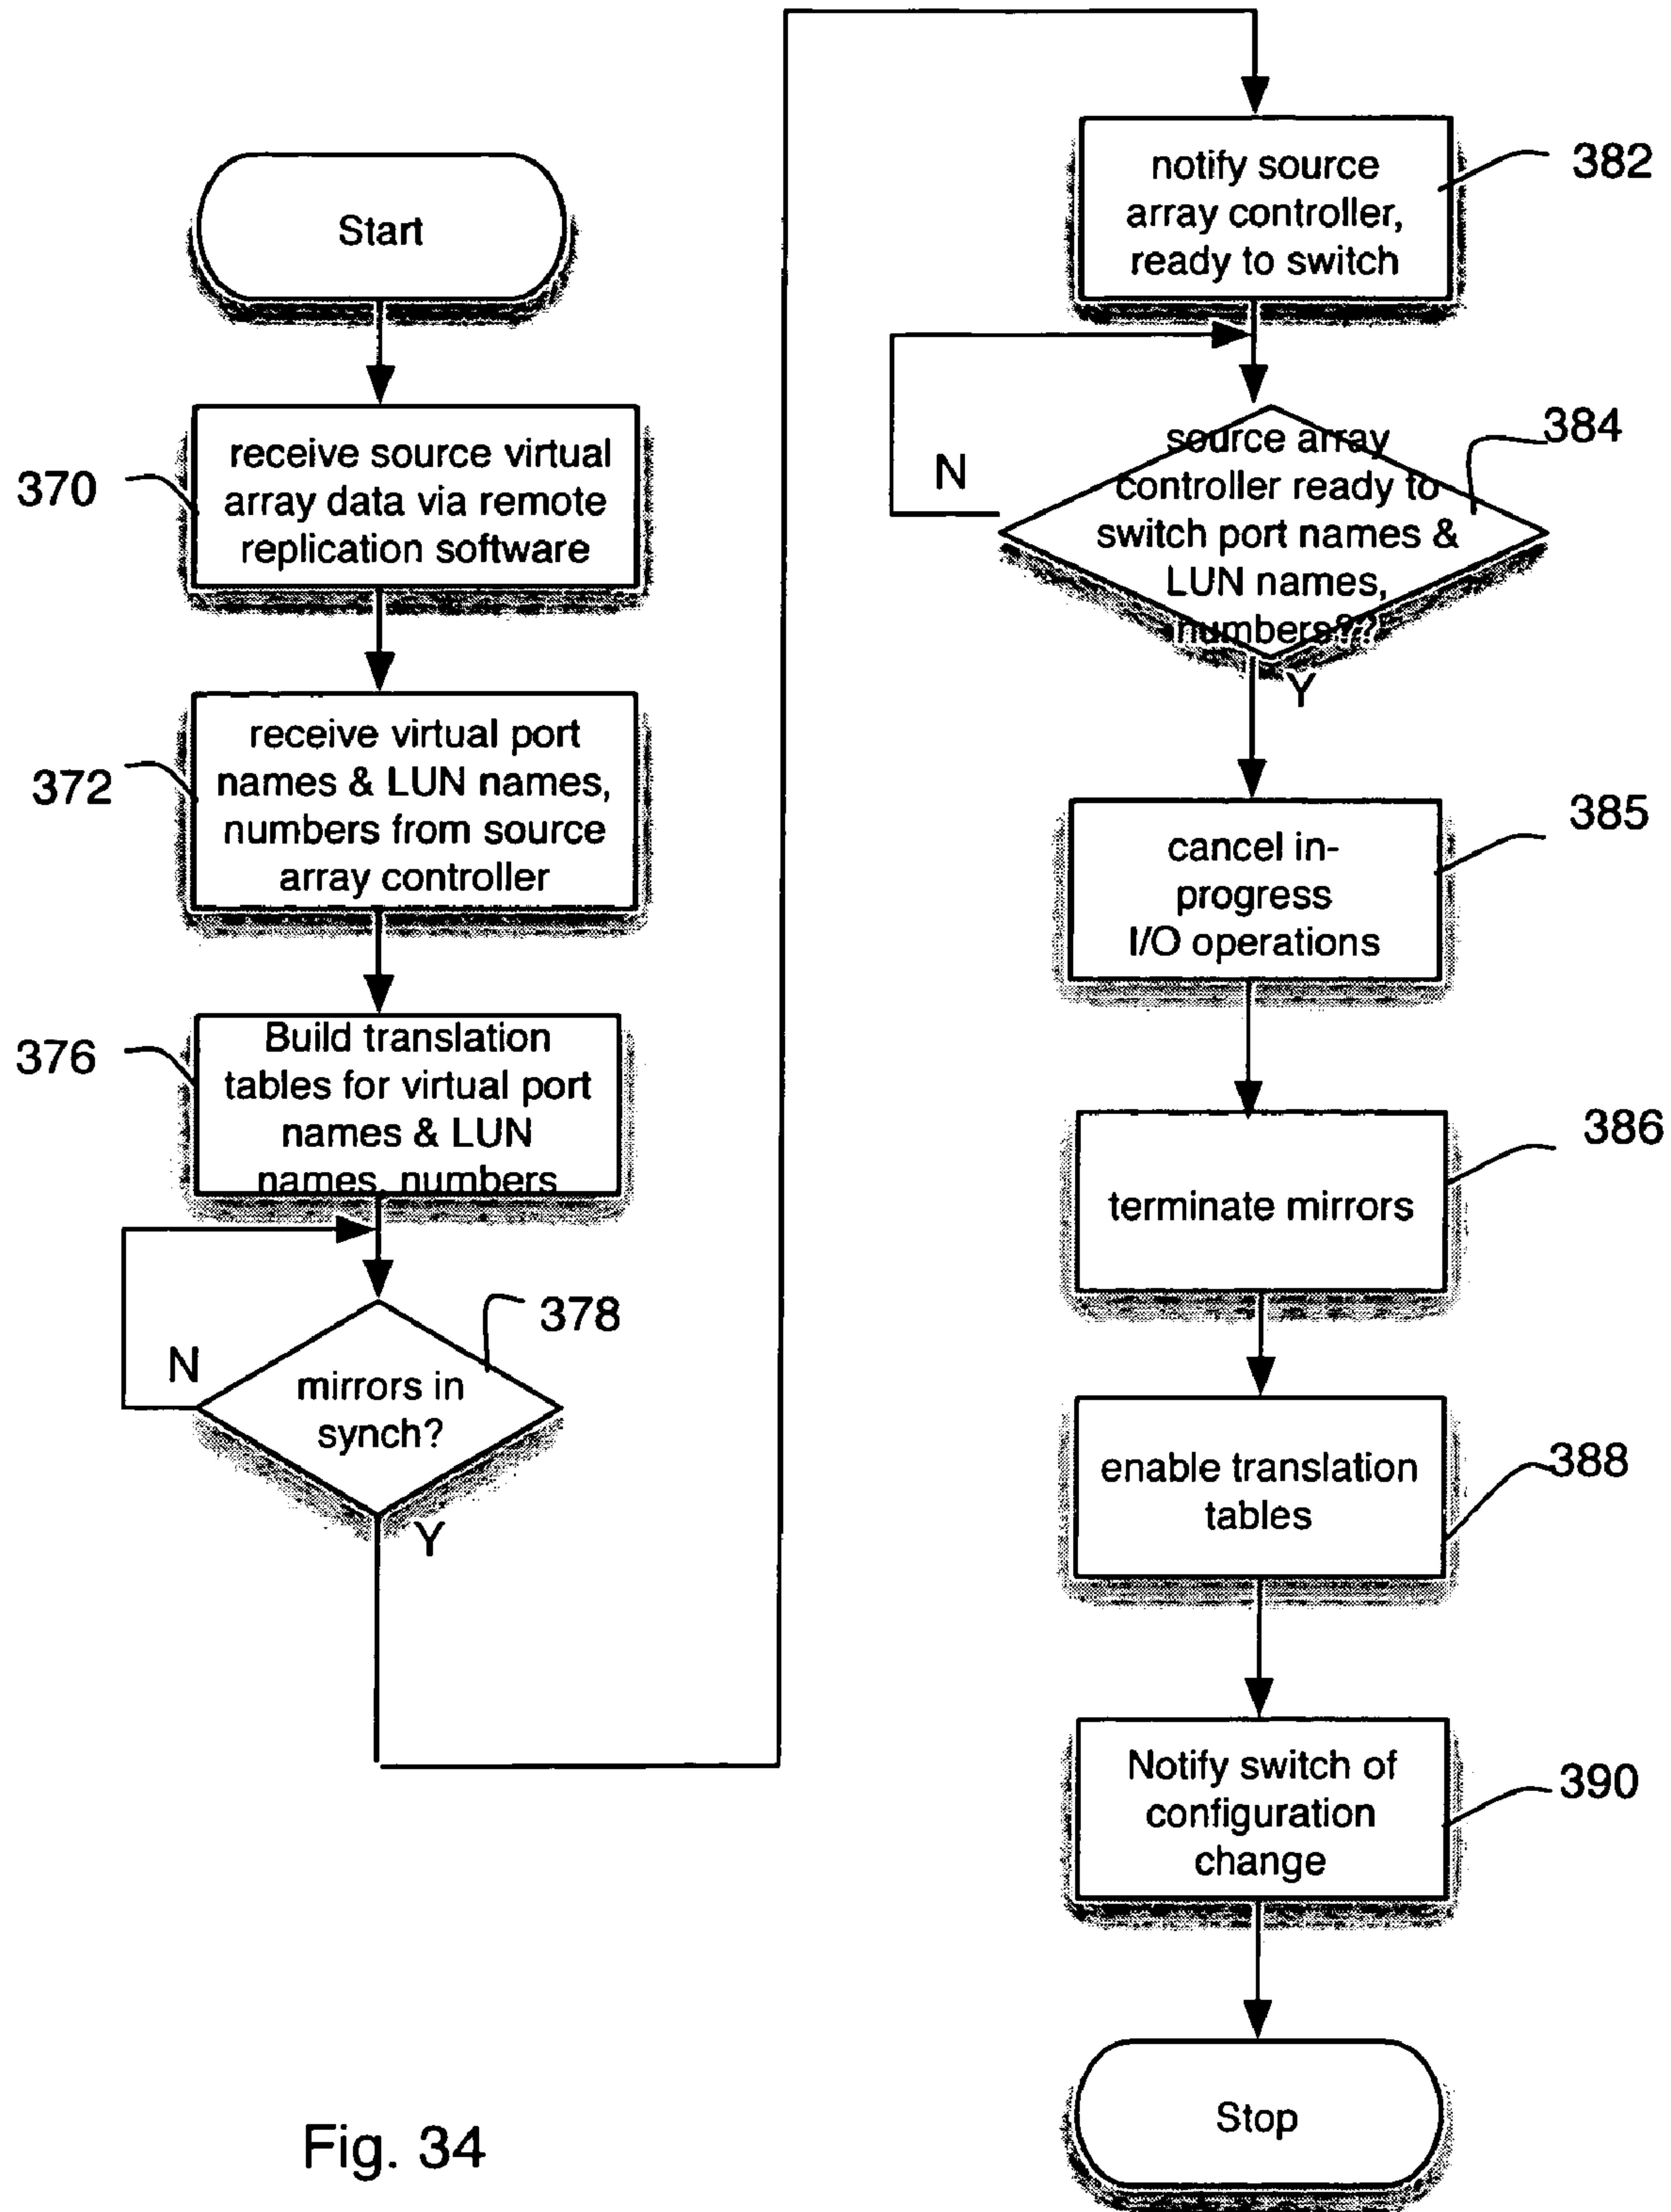 Start
370
receive source virtual
array data via remote
replication software
372
receive virtual port
names & LUN names,
numbers from source
array controller
376
Build translation
tables for virtual port
names & LUN
names, numbers
378
N
mirrors in
synch?
Y
382
notify source
array controller,
ready to switch
384
N
source array
controller ready to
switch port names &
LUN names,
numbers??
Y
385
cancel in-
progress
I/O operations
386
terminate mirrors
388
enable translation
tables
390
Notify switch of
configuration
change
Stop
Fig. 34